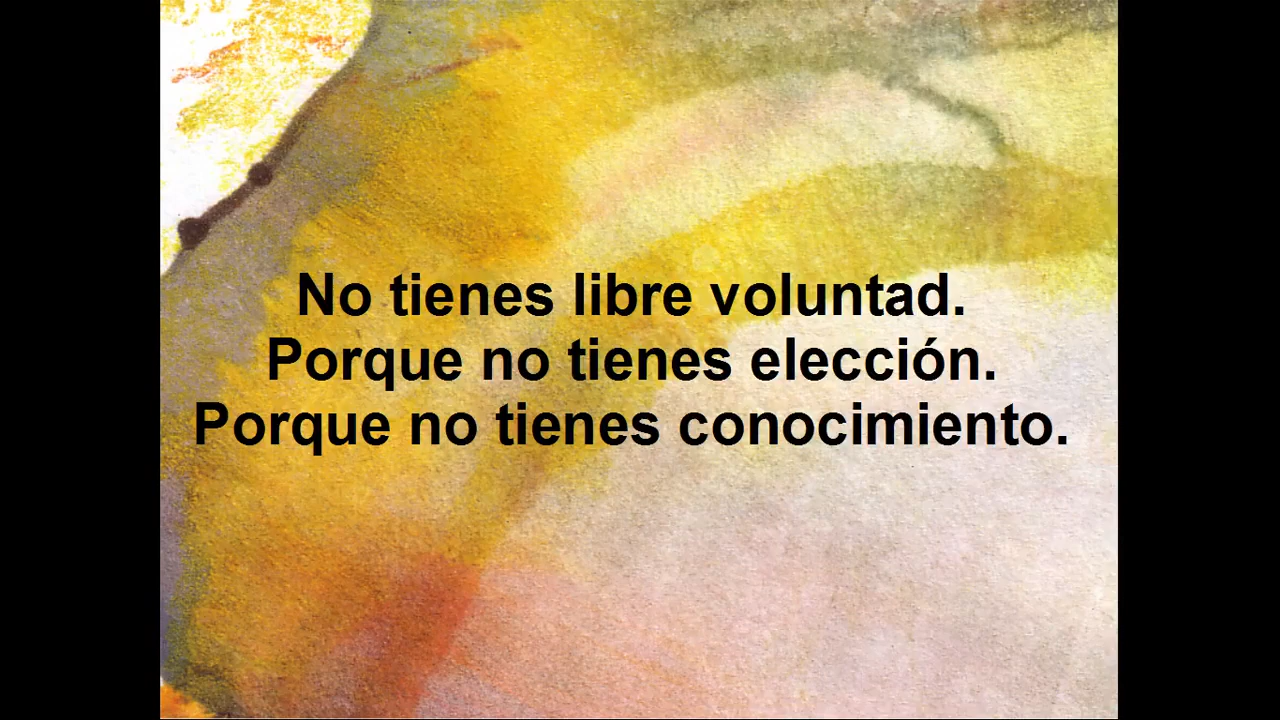 No tienes libre voluntad.
Porque no tienes elección.
Porque no tienes conocimiento.